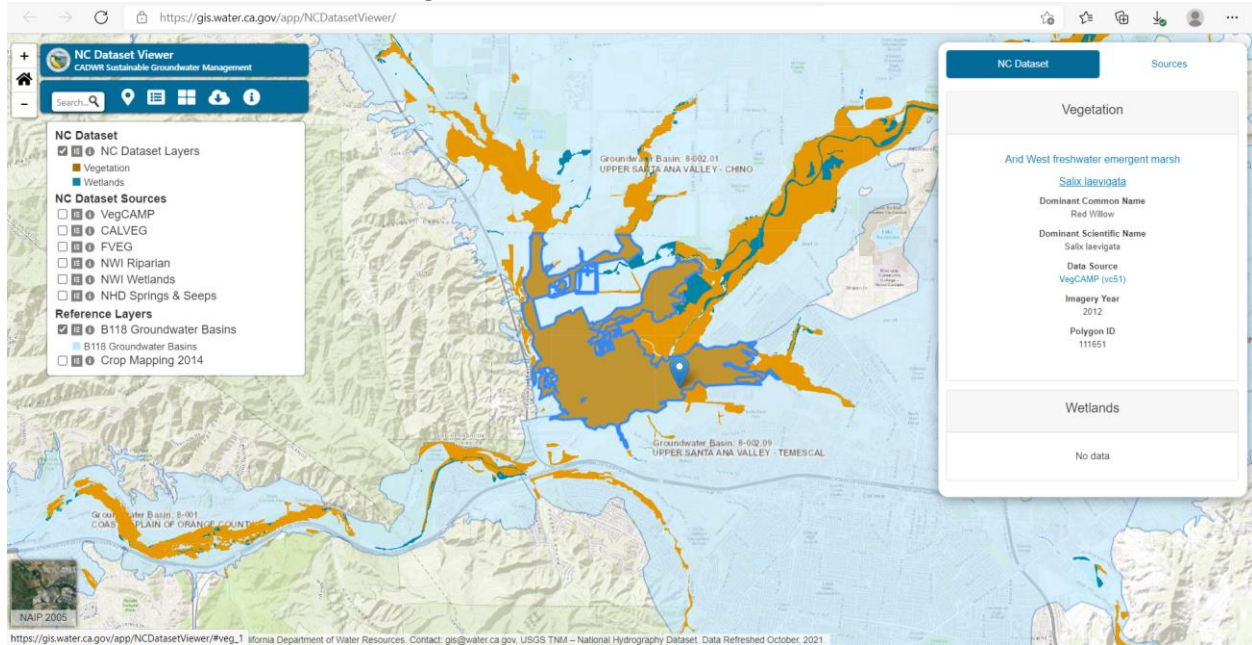 https://gis.water.ca.gov/app/NCDatasetViewer/
NC Dataset Viewer
CADWR Sustainable Groundwater Management
Search...
NC Dataset
NC Dataset Layers
Vegetation
Wetlands
NC Dataset Sources
VegCAMP
CALVEG
FVEG
NWI Riparian
NWI Wetlands
NHD Springs & Seeps
Reference Layers
B118 Groundwater Basins
B118 Groundwater Basins
Crop Mapping 2014
Groundwater Basin: 8-002.01
UPPER SANTA ANA VALLEY - CHINO
Groundwater Basin: 8-002.09
UPPER SANTA ANA VALLEY - TEMESCAL
Groundwater Basin: 8-001
COASTAL PLAIN OF ORANGE COUNTY
Corona
NC Dataset
Sources
Vegetation
Arid West freshwater emergent marsh
Salix laevigata
Dominant Common Name
Red Willow
Dominant Scientific Name
Salix laevigata
Data Source
VegCAMP (vc51)
Imagery Year
2012
Polygon ID
111651
Wetlands
No data
NAIP 2005
https://gis.water.ca.gov/app/NCDatasetViewer/#veg_1 lifornia Department of Water Resources. Contact: gis@water.ca.gov, USGS TNM – National Hydrography Dataset. Data Refreshed October, 2021.